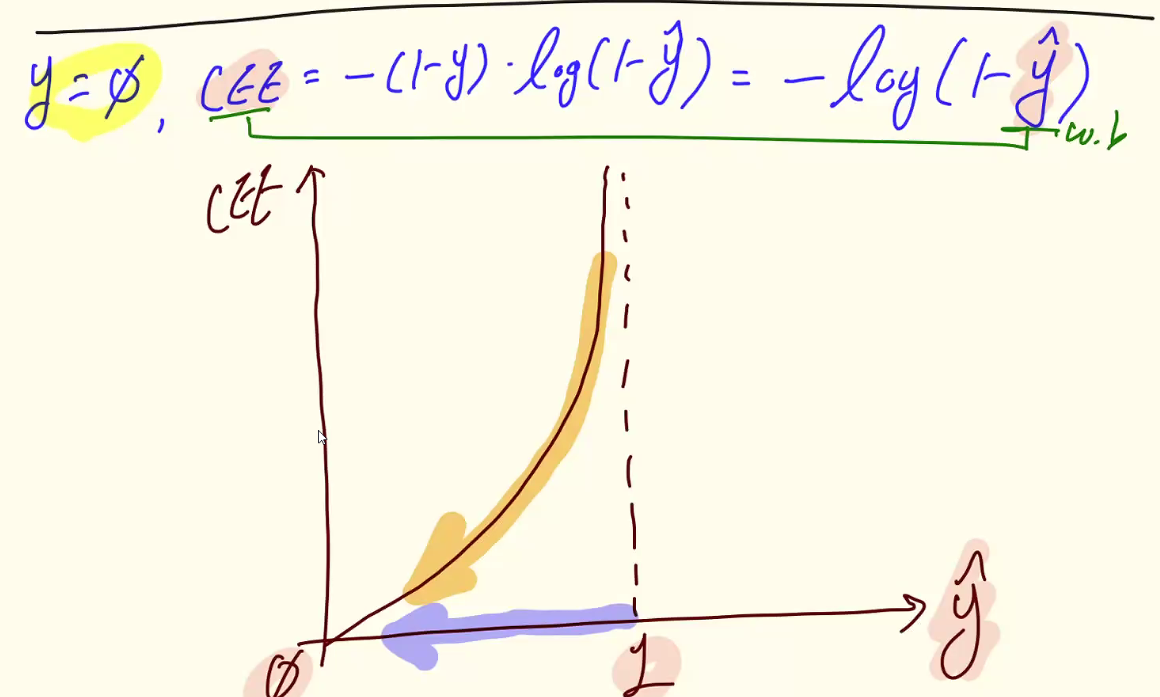 y = ∅, CEE = -(1-y)·log(1-ŷ) = -log(1-ŷ)
w.b
CEE
ŷ
∅ 1